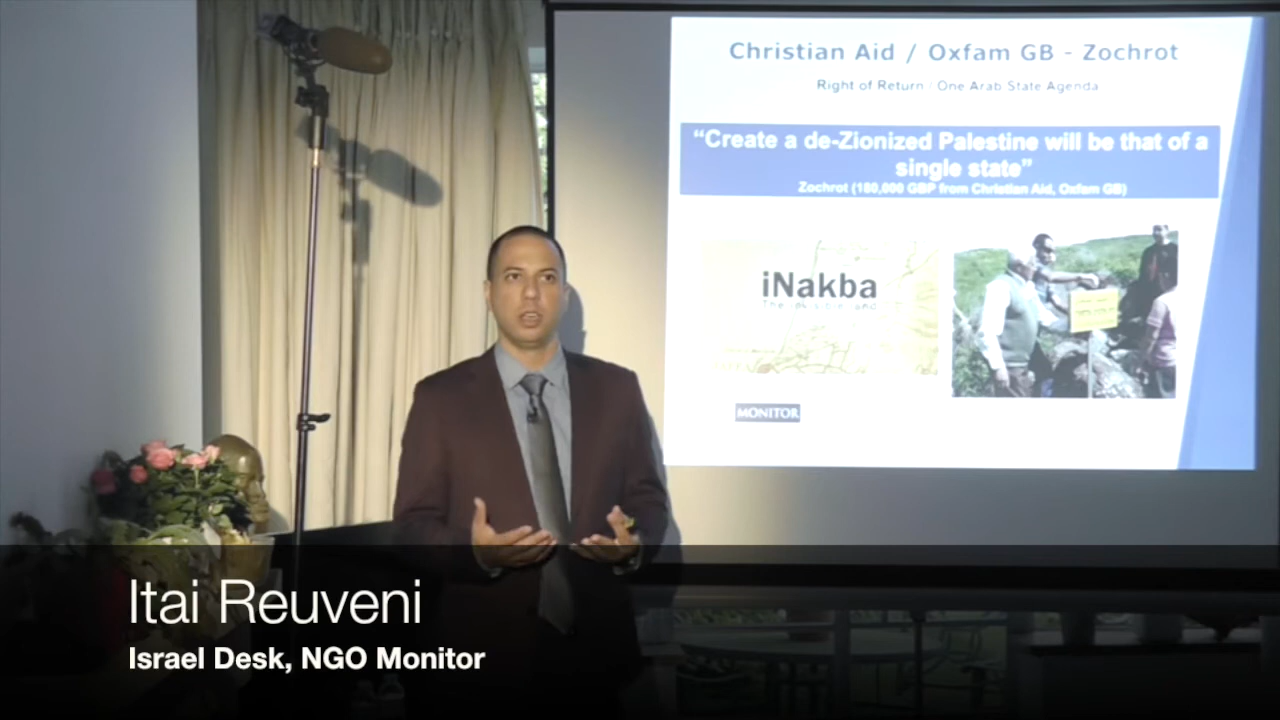 Christian Aid / Oxfam GB - Zochrot
Right of Return / One Arab State Agenda
“Create a de-Zionized Palestine will be that of a
single state”
Zochrot (180,000 GBP from Christian Aid, Oxfam GB)
iNakba
MONITOR
Itai Reuveni
Israel Desk, NGO Monitor